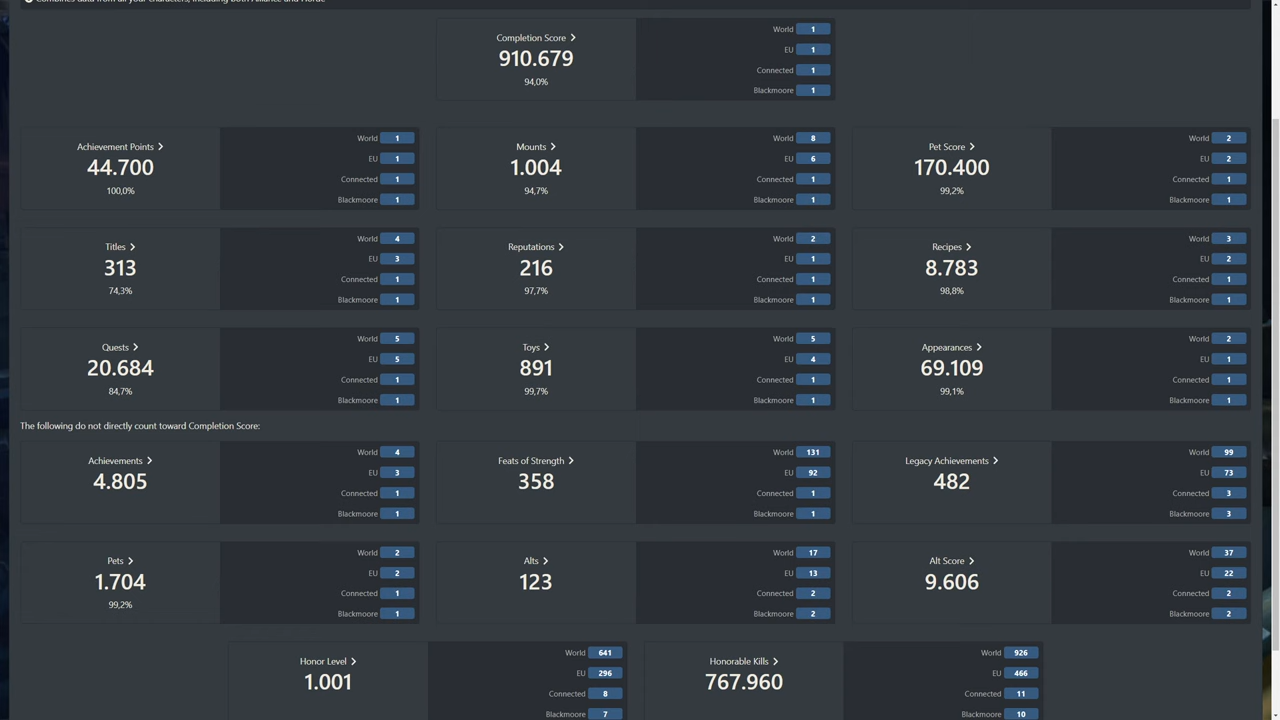 Combines data from all your characters, including both Alliance and Horde.
Completion Score
910.679
94,0%
World 1
EU 1
Connected 1
Blackmoore 1
Achievement Points
44.700
100,0%
World 1
EU 1
Connected 1
Blackmoore 1
Mounts
1.004
94,7%
World 8
EU 6
Connected 1
Blackmoore 1
Pet Score
170.400
99,2%
World 2
EU 2
Connected 1
Blackmoore 1
Titles
313
74,3%
World 4
EU 3
Connected 1
Blackmoore 1
Reputations
216
97,7%
World 2
EU 1
Connected 1
Blackmoore 1
Recipes
8.783
98,8%
World 3
EU 2
Connected 1
Blackmoore 1
Quests
20.684
84,7%
World 5
EU 5
Connected 1
Blackmoore 1
Toys
891
99,7%
World 5
EU 4
Connected 1
Blackmoore 1
Appearances
69.109
99,1%
World 2
EU 1
Connected 1
Blackmoore 1
The following do not directly count toward Completion Score:
Achievements
4.805
World 4
EU 3
Connected 1
Blackmoore 1
Feats of Strength
358
World 131
EU 92
Connected 1
Blackmoore 1
Legacy Achievements
482
World 99
EU 73
Connected 3
Blackmoore 3
Pets
1.704
99,2%
World 2
EU 2
Connected 1
Blackmoore 1
Alts
123
World 17
EU 13
Connected 2
Blackmoore 2
Alt Score
9.606
World 37
EU 22
Connected 2
Blackmoore 2
Honor Level
1.001
World 641
EU 296
Connected 8
Blackmoore 7
Honorable Kills
767.960
World 926
EU 466
Connected 11
Blackmoore 10